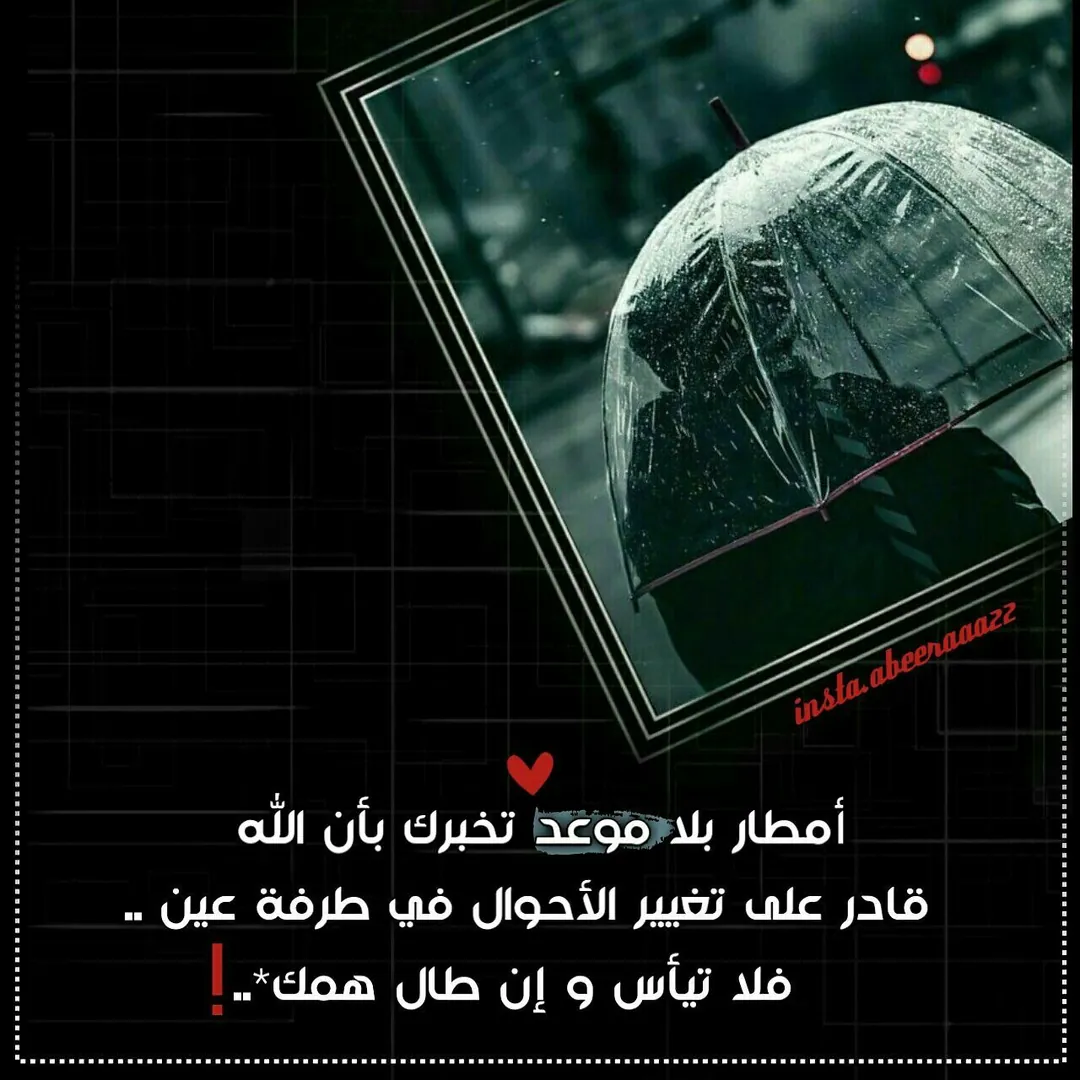 insta.abeeraaa22
أمطار بلا موعد تخبرك بأن الله
قادر على تغيير الأحوال في طرفة عين ..
فلا تيأس و إن طال همك*..!